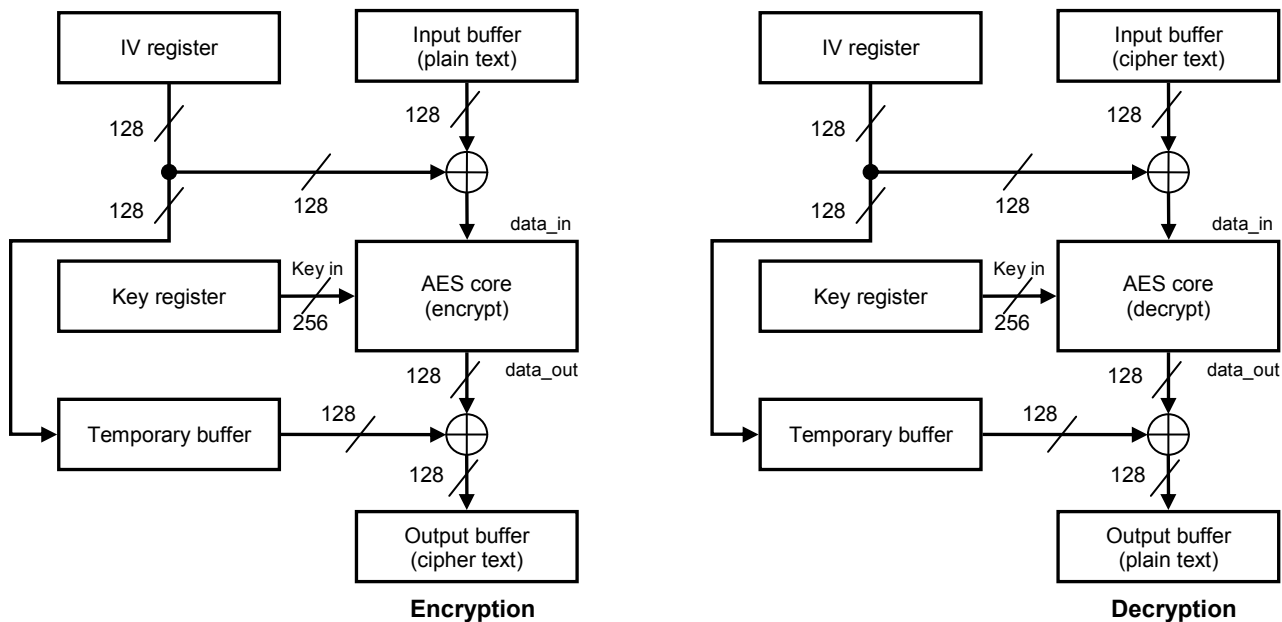 IV register
Input buffer
(plain text)
128
128
128
128
data_in
Key register
Key in
256
AES core
(encrypt)
128
data_out
Temporary buffer
128
128
Output buffer
(cipher text)
Encryption
IV register
Input buffer
(cipher text)
128
128
128
128
data_in
Key register
Key in
256
AES core
(decrypt)
128
data_out
Temporary buffer
128
128
Output buffer
(plain text)
Decryption